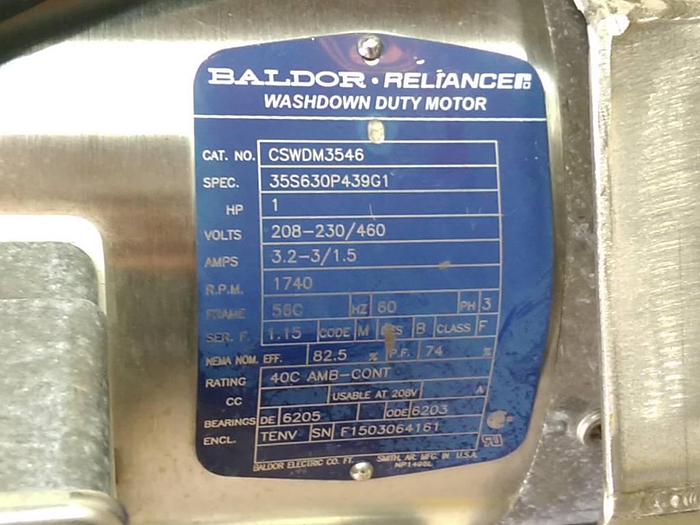 BALDOR • RELIANCE
WASHDOWN DUTY MOTOR
CAT. NO. CSWDM3546
SPEC. 35S630P439G1
HP 1
VOLTS 208-230/460
AMPS 3.2-3/1.5
R.P.M. 1740
FRAME 56C HZ 60 PH 3
SER. F. 1.15 CODE M DES B CLASS F
NEMA NOM. EFF. 82.5 % P.F. 74 %
RATING 40C AMB-CONT
CC USABLE AT 208V A
BEARINGS DE 6205 ODE 6203
ENCL. TENV SN F1503064161
BALDOR ELECTRIC CO. FT. SMITH, AR. MFG. IN U.S.A.